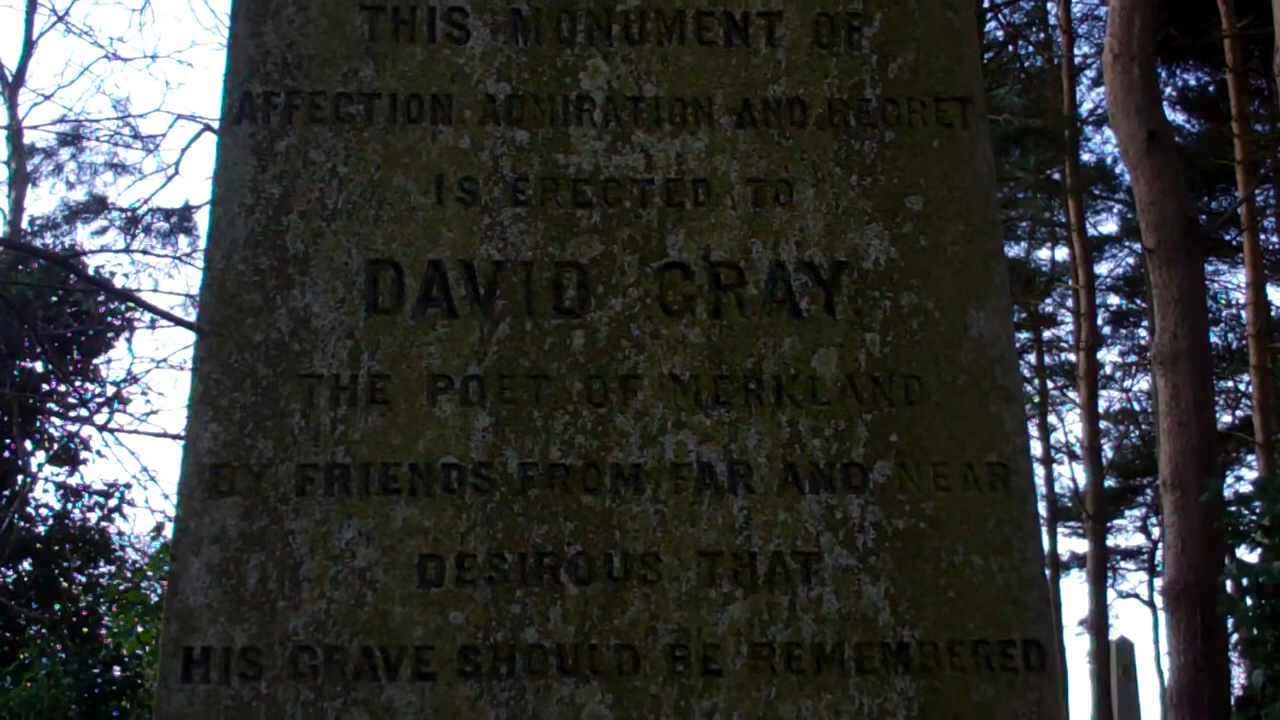 THIS MONUMENT OF
AFFECTION ADMIRATION AND REGRET
IS ERECTED TO
DAVID GRAY
THE POET OF MERKLAND.
BY FRIENDS FROM FAR AND NEAR
DESIROUS THAT
HIS GRAVE SHOULD BE REMEMBERED